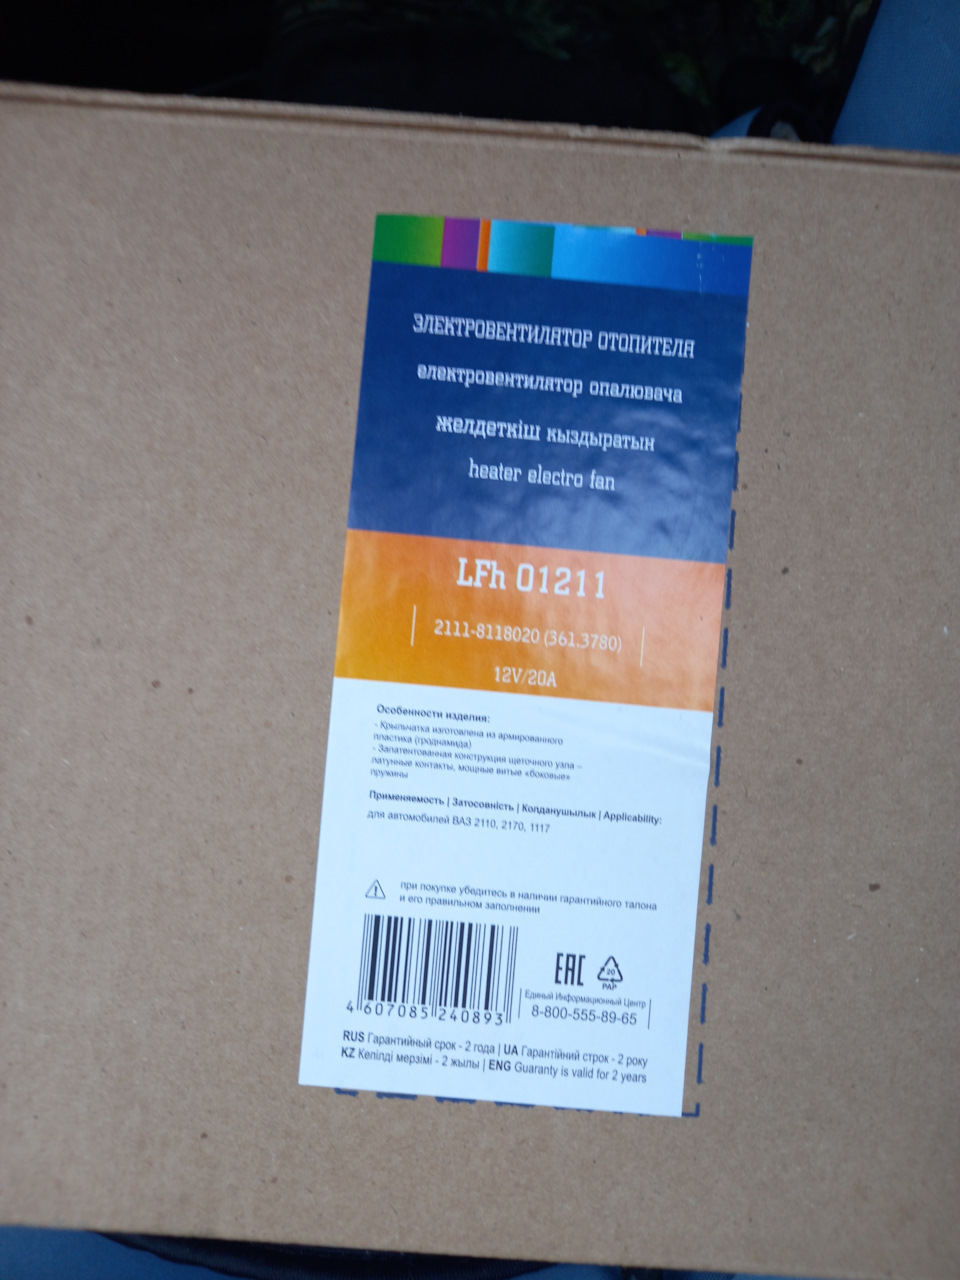 ЭЛЕКТРОВЕНТИЛЯТОР ОТОПИТЕЛЯ
електровентилятор опалювача
желдеткіш кыздыратын
heater electro fan
LFh 01211
2111-8118020 (361.3780)
12V/20A
Особенности изделия:
- Крыльчатка изготовлена из армированного
пластика (гроднамида)
- Запатентованная конструкция щеточного узла –
латунные контакты, мощные витые «боковые»
пружины
Применяемость | Затосовність | Колданушылык | Applicability:
для автомобилей ВАЗ 2110, 2170, 1117
при покупке убедитесь в наличии гарантийного талона
и его правильном заполнении
4 607085 240893
EAC
20
PAP
Единый Информационный Центр
8-800-555-89-65
RUS Гарантийный срок - 2 года | UA Гарантійний строк - 2 року
KZ Кепілді мерзімі - 2 жылы | ENG Guaranty is valid for 2 years